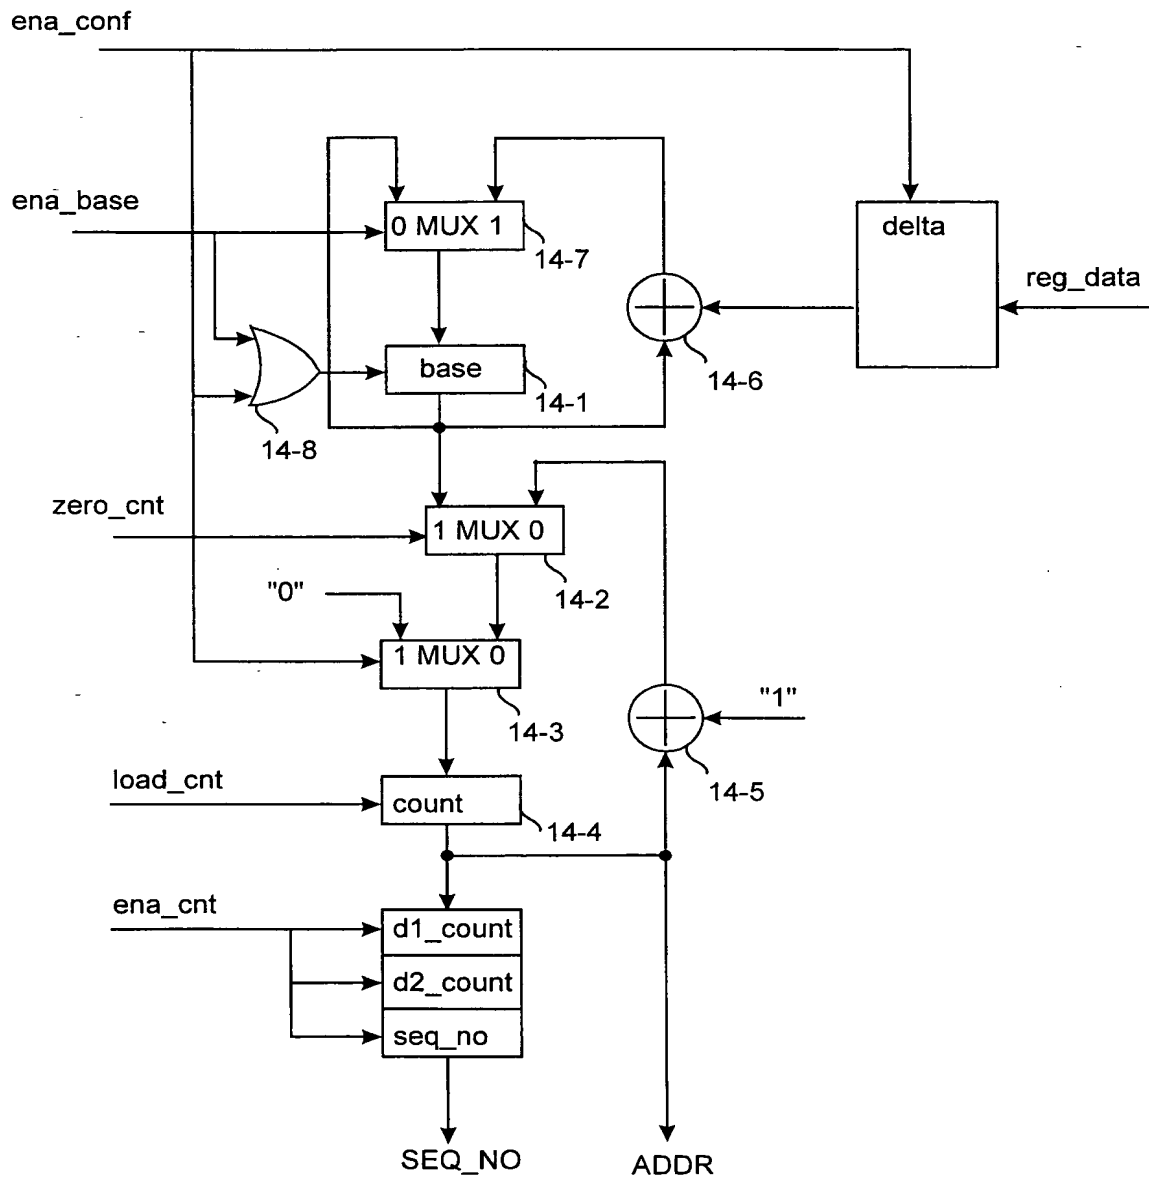 ena_conf
ena_base
0 MUX 1
14-7
delta
reg_data
base
14-1
14-6
14-8
zero_cnt
1 MUX 0
14-2
"0"
1 MUX 0
14-3
"1"
14-5
load_cnt
count
14-4
ena_cnt
d1_count
d2_count
seq_no
SEQ_NO
ADDR